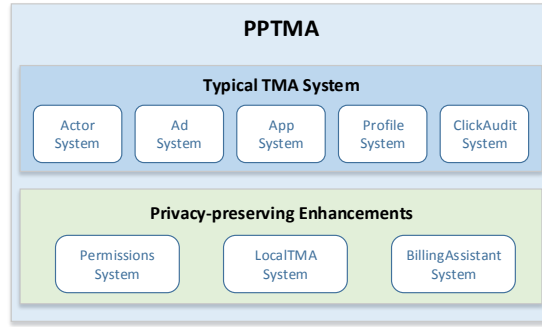 PPTMA
Typical TMA System
Actor
System
Ad
System
App
System
Profile
System
ClickAudit
System
Privacy-preserving Enhancements
Permissions
System
LocalTMA
System
BillingAssistant
System